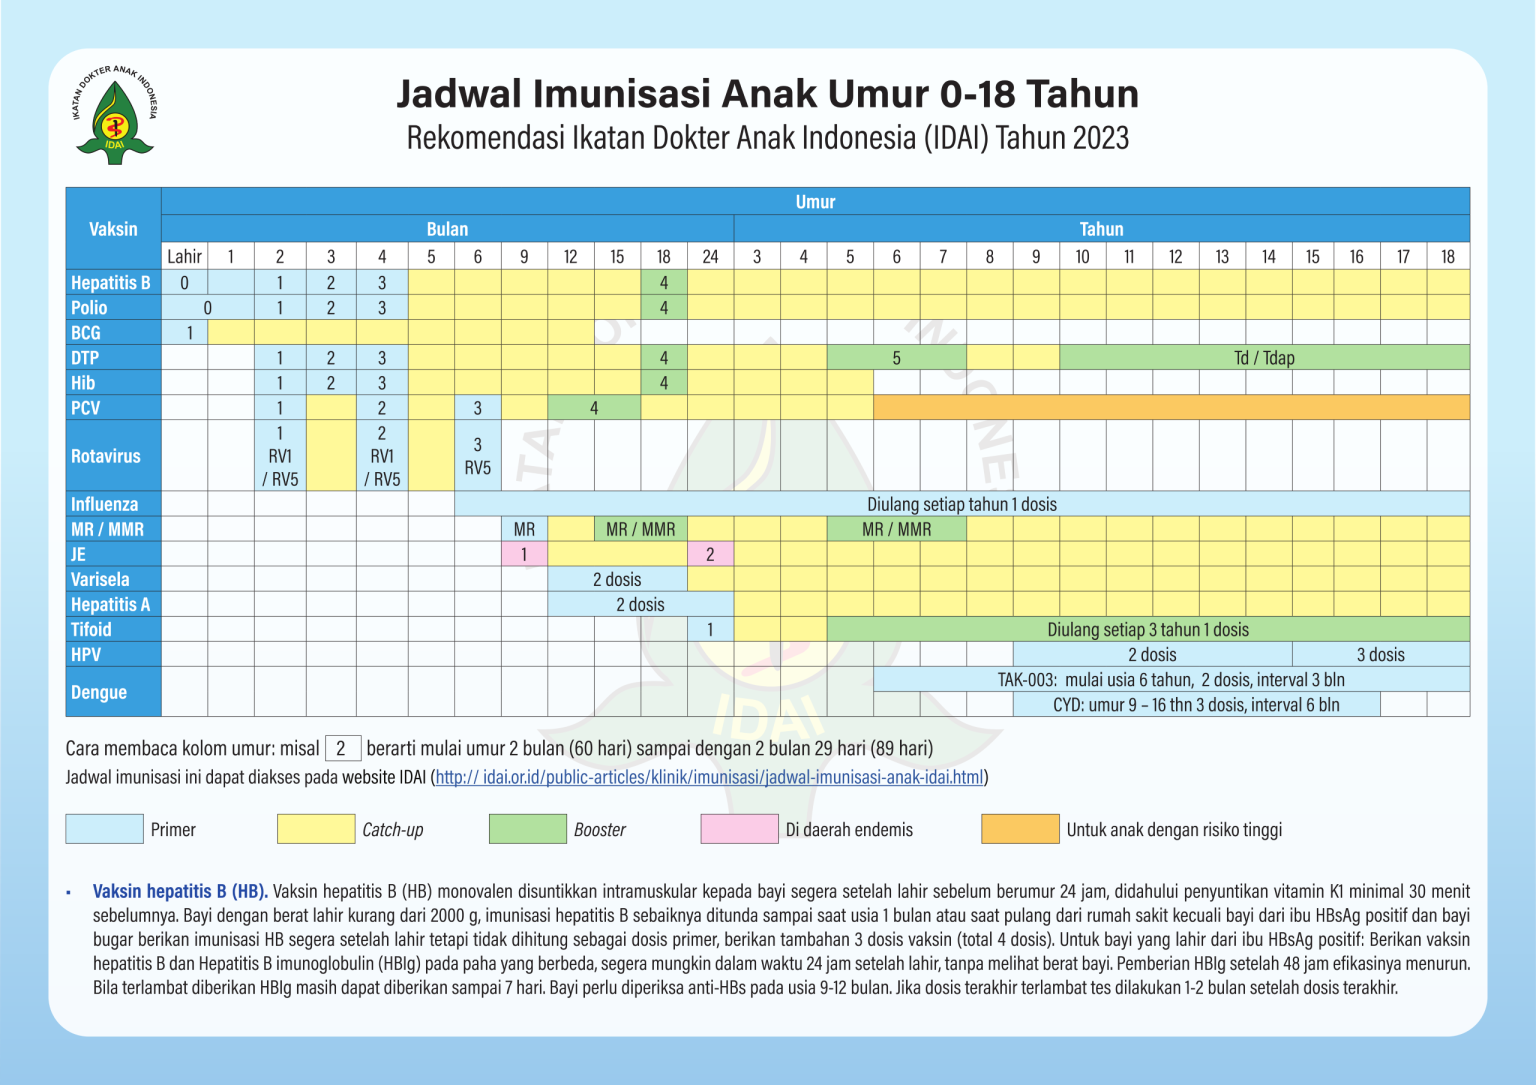 IKATAN DOKTER ANAK INDONESIA
IDAI
Jadwal Imunisasi Anak Umur 0-18 Tahun
Rekomendasi Ikatan Dokter Anak Indonesia (IDAI) Tahun 2023
Vaksin Umur
Bulan Tahun
Lahir 1 2 3 4 5 6 9 12 15 18 24 3 4 5 6 7 8 9 10 11 12 13 14 15 16 17 18
Hepatitis B 0 1 2 3 4
Polio 0 1 2 3 4
BCG 1
DTP 1 2 3 4 5 Td / Tdap
Hib 1 2 3 4
PCV 1 2 3 4
Rotavirus 1 RV1 / RV5 2 RV1 / RV5 3 RV5
Influenza Diulang setiap tahun 1 dosis
MR / MMR MR MR / MMR MR / MMR
JE 1 2
Varisela 2 dosis
Hepatitis A 2 dosis
Tifoid 1 Diulang setiap 3 tahun 1 dosis
HPV 2 dosis 3 dosis
Dengue TAK-003: mulai usia 6 tahun, 2 dosis, interval 3 bln
CYD: umur 9 – 16 thn 3 dosis, interval 6 bln
IDAI
Cara membaca kolom umur: misal 2 berarti mulai umur 2 bulan (60 hari) sampai dengan 2 bulan 29 hari (89 hari)
Jadwal imunisasi ini dapat diakses pada website IDAI (http:// idai.or.id/public-articles/klinik/imunisasi/jadwal-imunisasi-anak-idai.html)
Primer Catch-up Booster Di daerah endemis Untuk anak dengan risiko tinggi
• Vaksin hepatitis B (HB). Vaksin hepatitis B (HB) monovalen disuntikkan intramuskular kepada bayi segera setelah lahir sebelum berumur 24 jam, didahului penyuntikan vitamin K1 minimal 30 menit
sebelumnya. Bayi dengan berat lahir kurang dari 2000 g, imunisasi hepatitis B sebaiknya ditunda sampai saat usia 1 bulan atau saat pulang dari rumah sakit kecuali bayi dari ibu HBsAg positif dan bayi
bugar berikan imunisasi HB segera setelah lahir tetapi tidak dihitung sebagai dosis primer, berikan tambahan 3 dosis vaksin (total 4 dosis). Untuk bayi yang lahir dari ibu HBsAg positif: Berikan vaksin
hepatitis B dan Hepatitis B imunoglobulin (HBIg) pada paha yang berbeda, segera mungkin dalam waktu 24 jam setelah lahir, tanpa melihat berat bayi. Pemberian HBIg setelah 48 jam efikasinya menurun.
Bila terlambat diberikan HBIg masih dapat diberikan sampai 7 hari. Bayi perlu diperiksa anti-HBs pada usia 9-12 bulan. Jika dosis terakhir terlambat tes dilakukan 1-2 bulan setelah dosis terakhir.